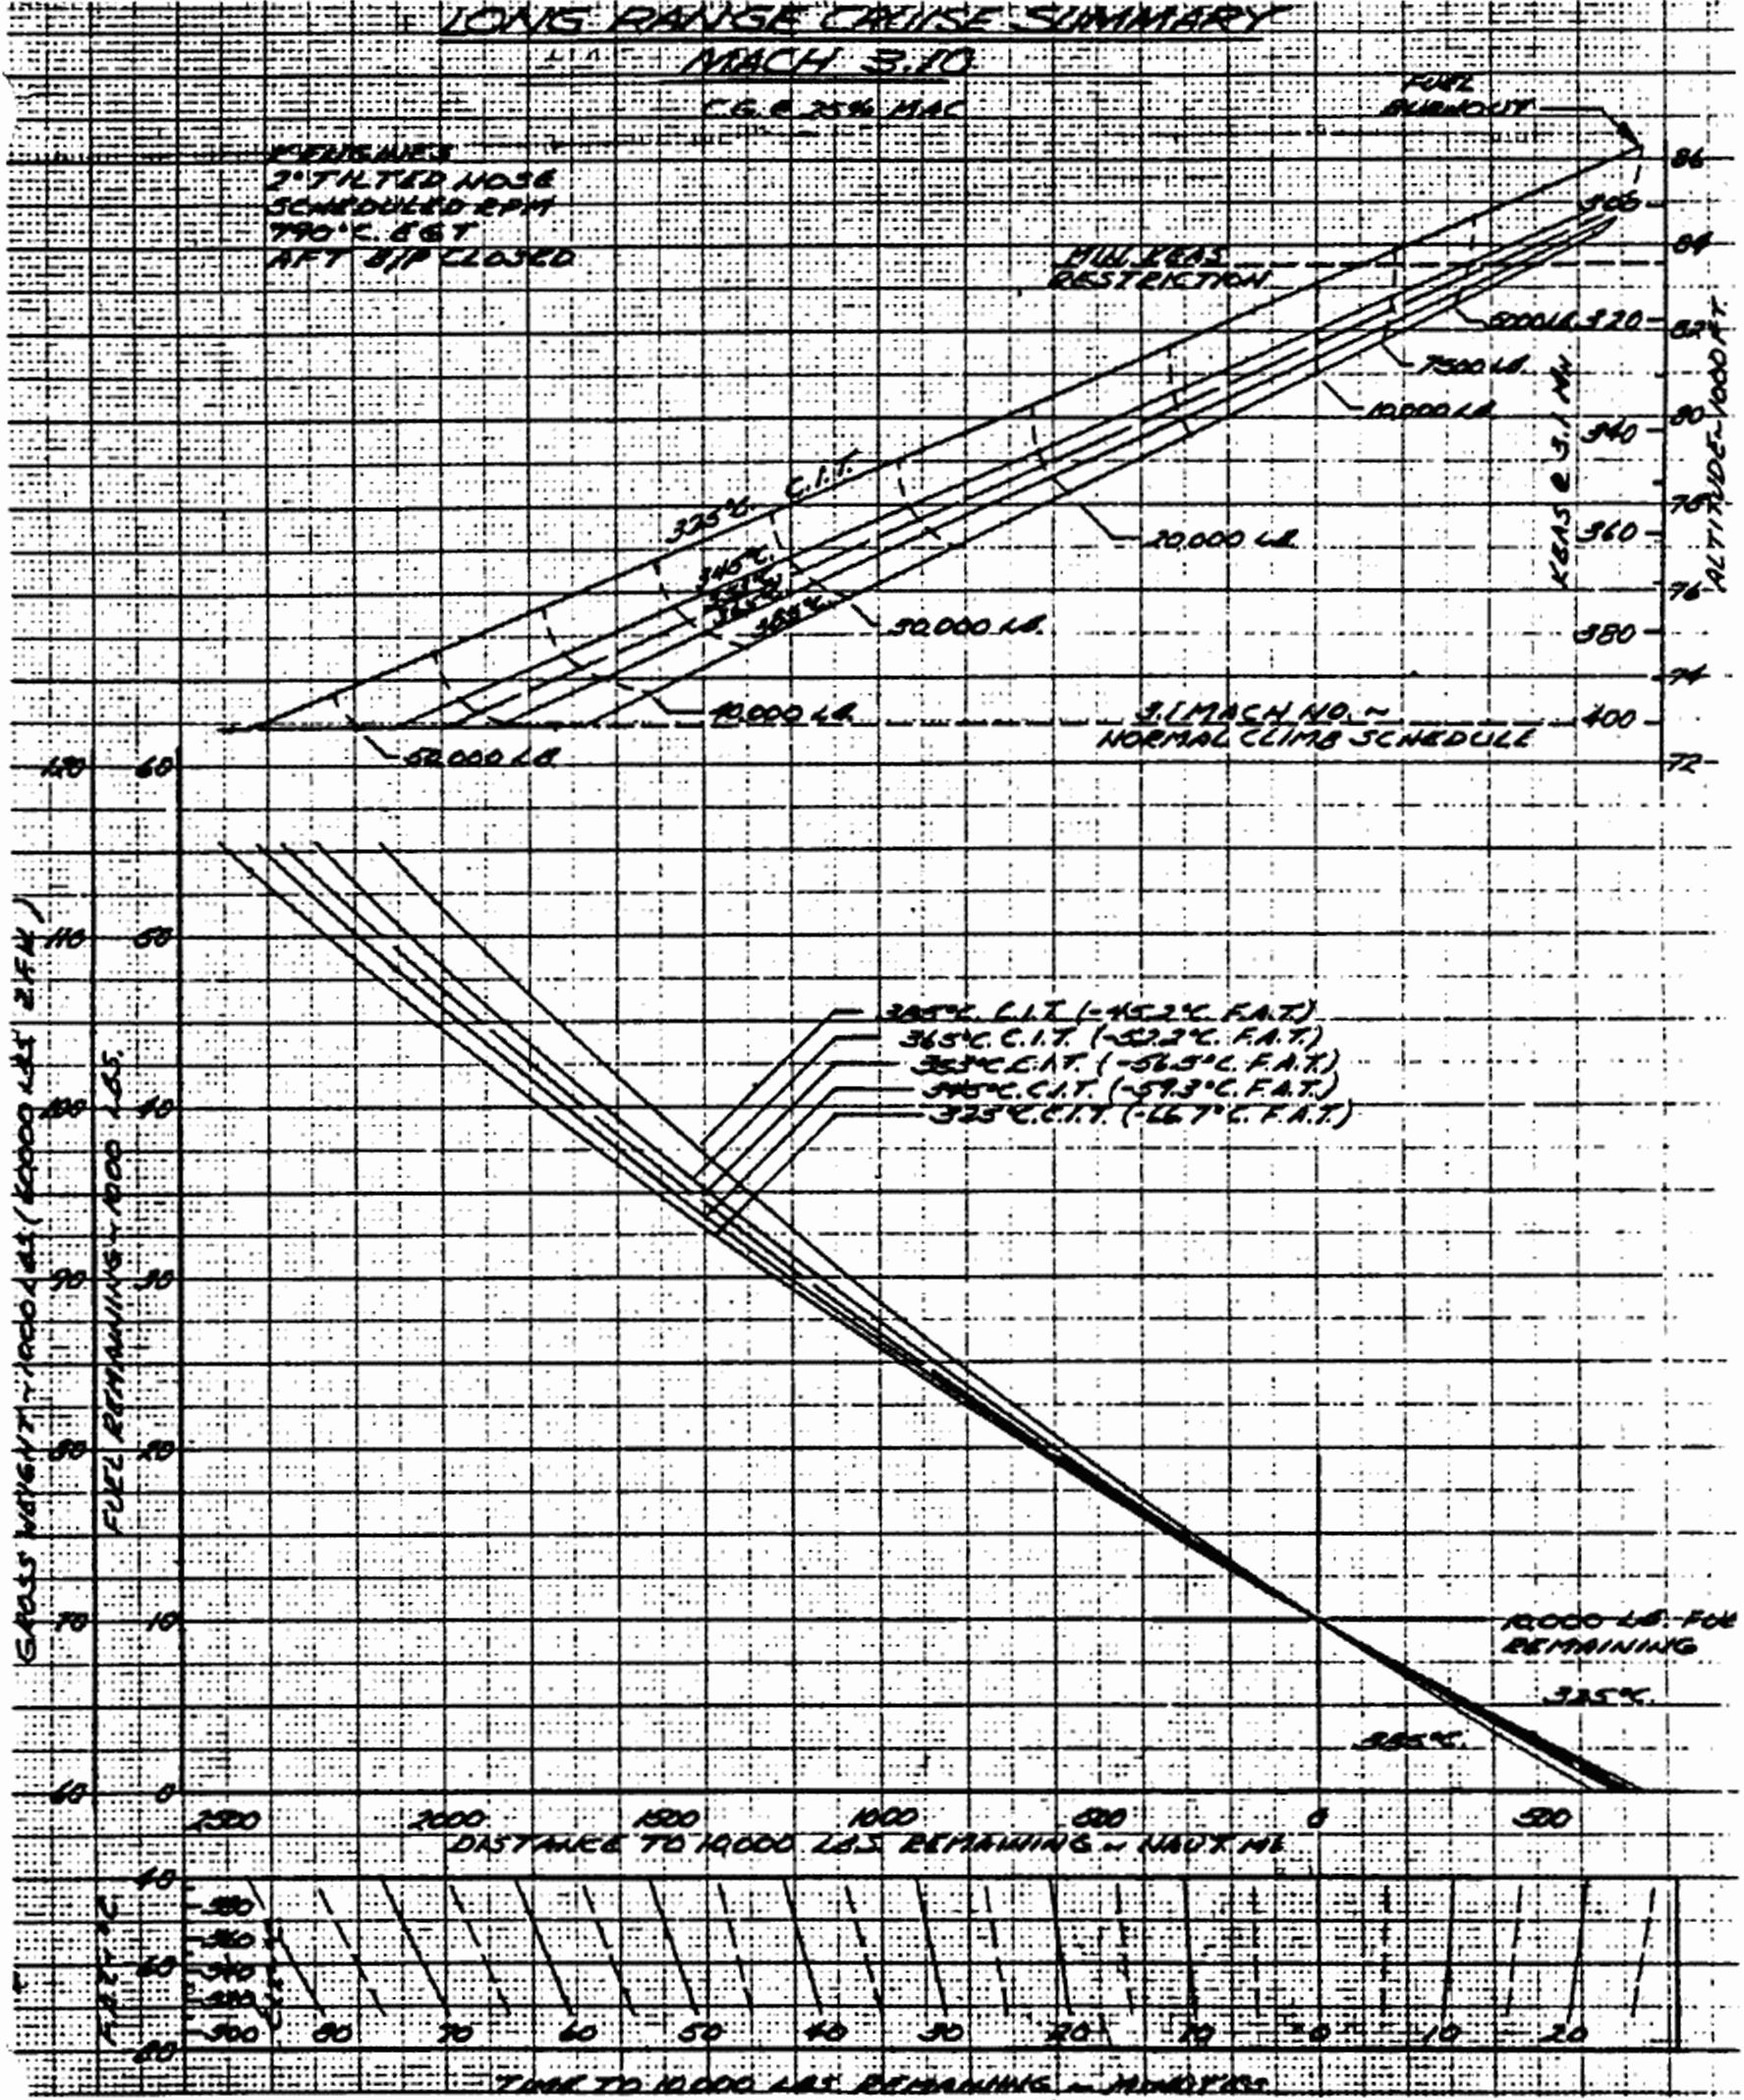 LONG RANGE CRUISE SUMMARY
MACH 3.10
C.G. @ 25% MAC
2 ENGINES
2° TILTED NOSE
SCHEDULED RPM
790°C. EGT
AFT B/P CLOSED
FUEL
BURNOUT
MIN. KEAS
RESTRICTION
86
84
82
80
78
76
74
72
300
320
340
360
380
400
KEAS @ 3.1 MN
ALTITUDE ~ 1000 FT.
5000 LB.
7500 LB.
10,000 LB.
20,000 LB.
30,000 LB.
40,000 LB.
50,000 LB.
325°C. C.I.T.
345°C.
353°C.
365°C.
385°C.
3.1 MACH NO. ~
NORMAL CLIMB SCHEDULE
120 60
110 50
100 40
90 30
80 20
70 10
60 0
GROSS WEIGHT ~ 1000 LBS (60000 LBS Z.F.W.)
FUEL REMAINING ~ 1000 LBS.
385°C. C.I.T. (-45.2°C. F.A.T.)
365°C. C.I.T. (-52.2°C. F.A.T.)
353°C. C.I.T. (-56.5°C. F.A.T.)
345°C. C.I.T. (-59.3°C. F.A.T.)
325°C. C.I.T. (-66.7°C. F.A.T.)
10,000 LB. FUE
REMAINING
325°C.
385°C.
2500 2000 1500 1000 500 0 500
DISTANCE TO 10,000 LBS REMAINING ~ NAUT. MI.
40
60
80
F.A.T. ~ °C
380
360
340
320
300
80 70 60 50 40 30 20 10 0 10 20
TIME TO 10,000 LBS REMAINING ~ MINUTES